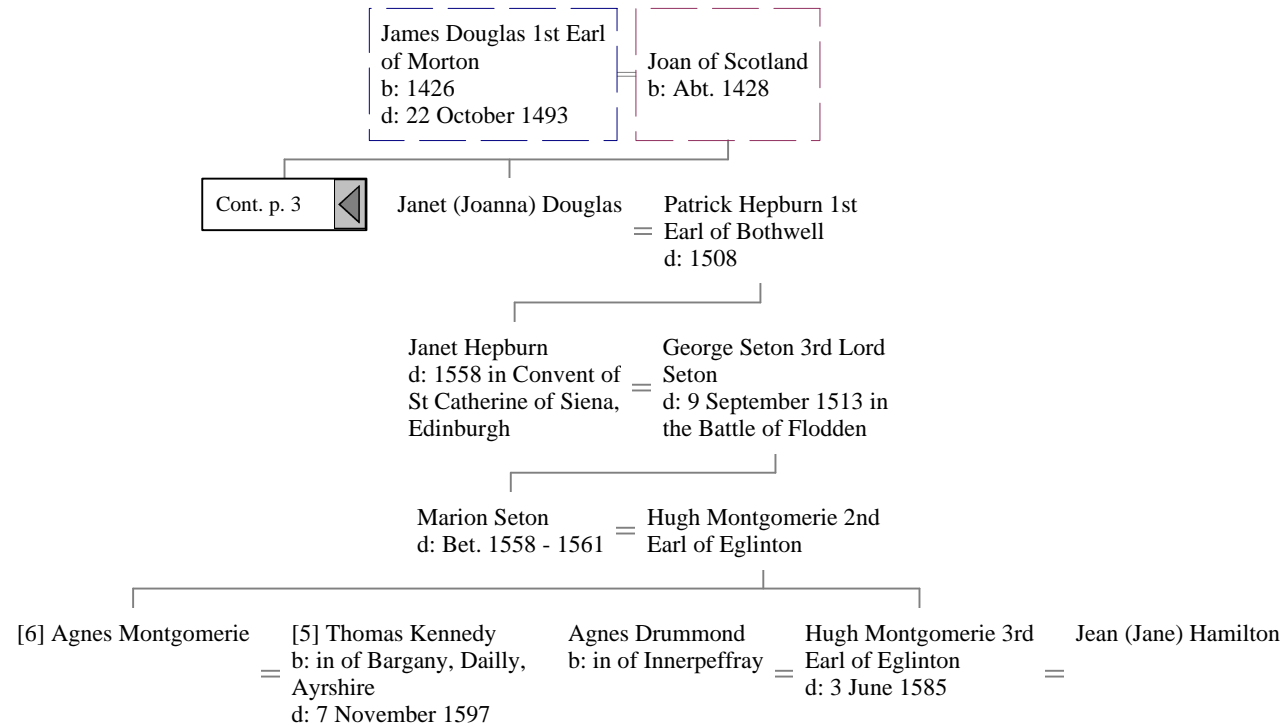 James Douglas 1st Earl
of Morton
b: 1426
d: 22 October 1493
Joan of Scotland
b: Abt. 1428
Cont. p. 3
Janet (Joanna) Douglas
Patrick Hepburn 1st
Earl of Bothwell
d: 1508
Janet Hepburn
d: 1558 in Convent of
St Catherine of Siena,
Edinburgh
George Seton 3rd Lord
Seton
d: 9 September 1513 in
the Battle of Flodden
Marion Seton
d: Bet. 1558 - 1561
Hugh Montgomerie 2nd
Earl of Eglinton
[6] Agnes Montgomerie
[5] Thomas Kennedy
b: in of Bargany, Dailly,
Ayrshire
d: 7 November 1597
Agnes Drummond
b: in of Innerpeffray
Hugh Montgomerie 3rd
Earl of Eglinton
d: 3 June 1585
Jean (Jane) Hamilton